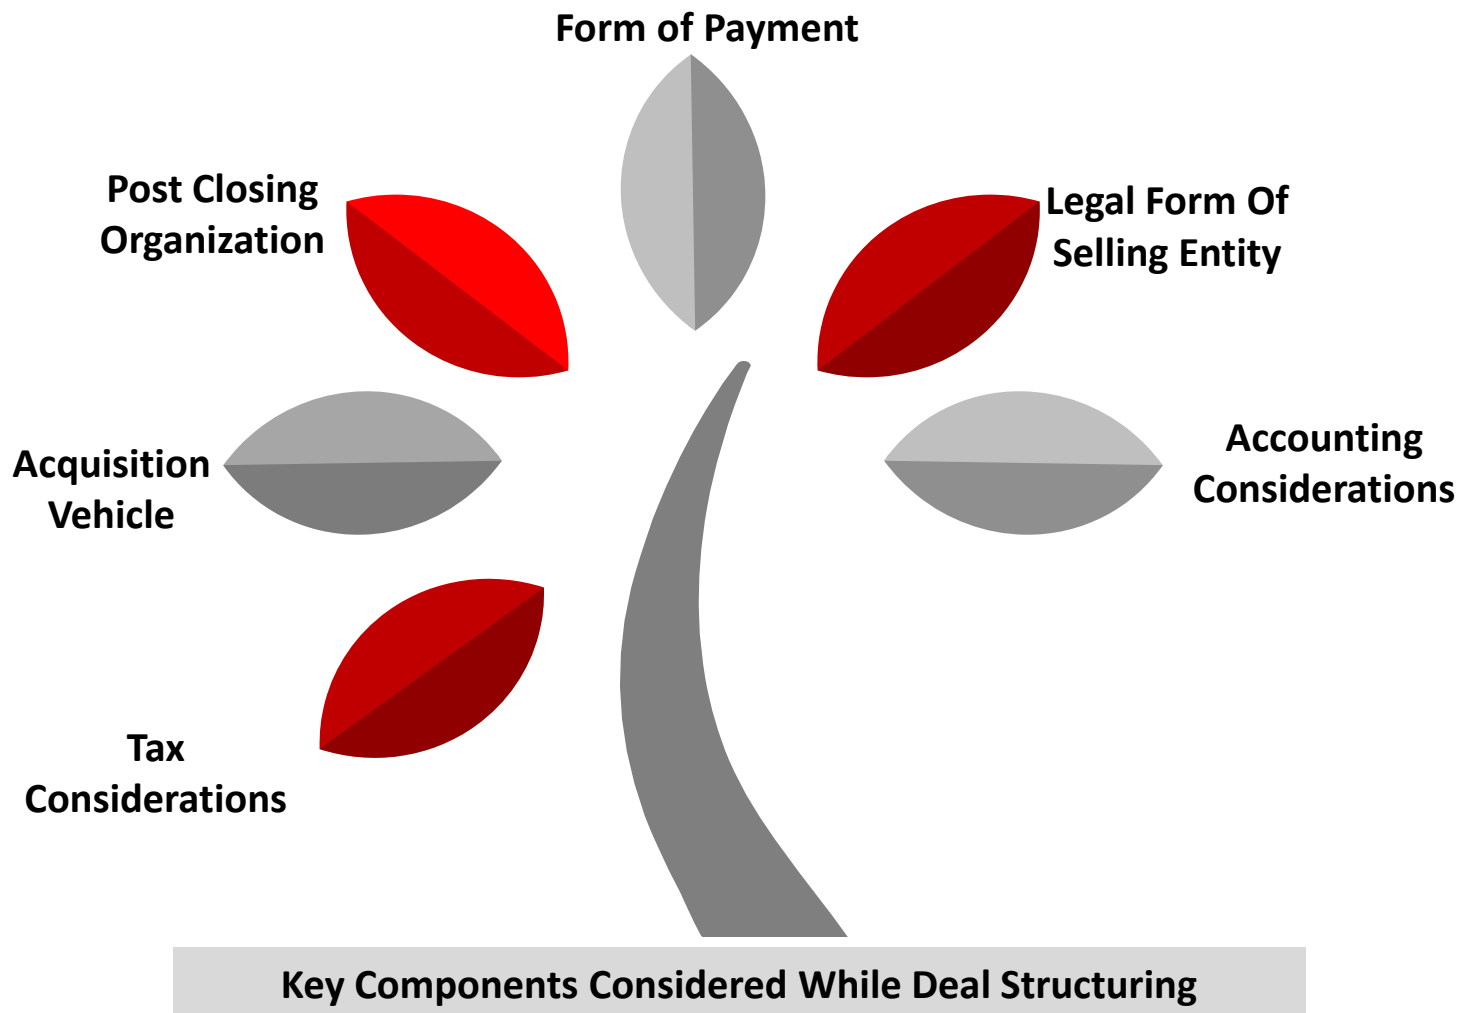 Form of Payment
Post Closing
Organization
Legal Form Of
Selling Entity
Acquisition
Vehicle
Accounting
Considerations
Tax
Considerations
Key Components Considered While Deal Structuring